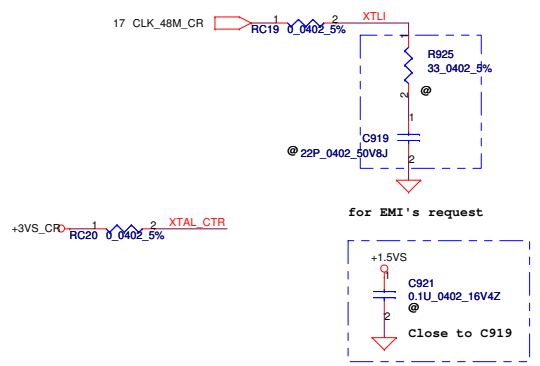 17 CLK_48M_CR
1
2
XTLI
RC19 0_0402_5%
1
R925
33_0402_5%
2
@
1
C919
@ 22P_0402_50V8J
2
for EMI's request
+3VS_CR
1
2
XTAL_CTR
RC20 0_0402_5%
+1.5VS
1
C921
0.1U_0402_16V4Z
@
2
Close to C919